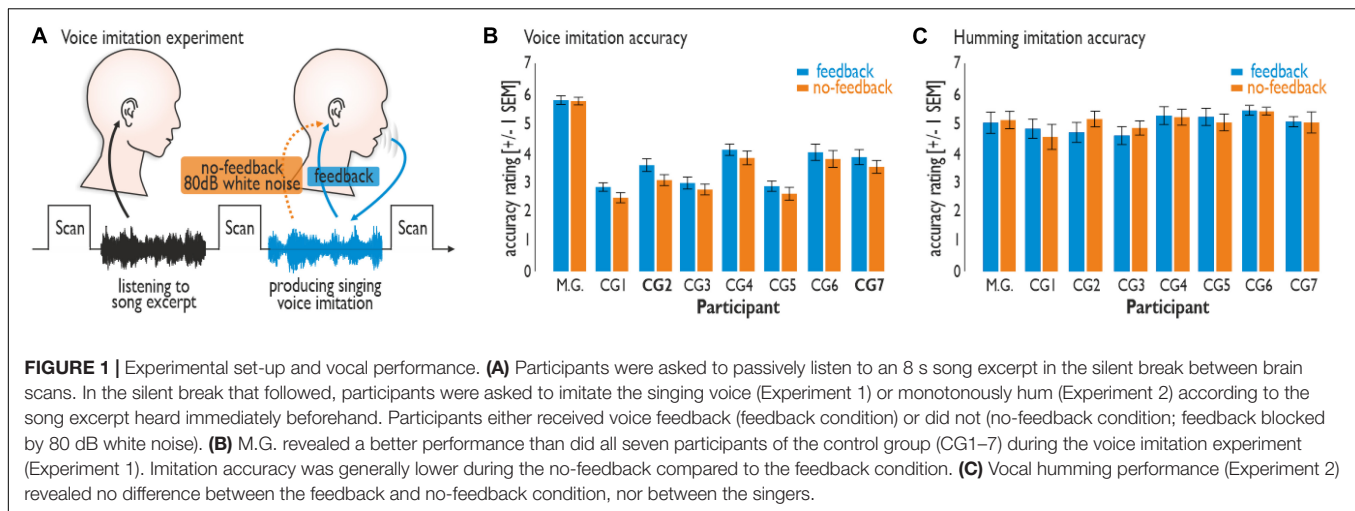 A Voice imitation experiment
no-feedback
80dB white noise
feedback
Scan
Scan
Scan
listening to
song excerpt
producing singing
voice imitation
B Voice imitation accuracy
feedback
no-feedback
accuracy rating [+/- 1 SEM]
6
5
4
3
2
1
0
M.G. CG1 CG2 CG3 CG4 CG5 CG6 CG7
Participant
C Humming imitation accuracy
feedback
no-feedback
accuracy rating [+/- 1 SEM]
6
5
4
3
2
1
0
M.G. CG1 CG2 CG3 CG4 CG5 CG6 CG7
Participant
FIGURE 1 | Experimental set-up and vocal performance. (A) Participants were asked to passively listen to an 8 s song excerpt in the silent break between brain
scans. In the silent break that followed, participants were asked to imitate the singing voice (Experiment 1) or monotonously hum (Experiment 2) according to the
song excerpt heard immediately beforehand. Participants either received voice feedback (feedback condition) or did not (no-feedback condition; feedback blocked
by 80 dB white noise). (B) M.G. revealed a better performance than did all seven participants of the control group (CG1–7) during the voice imitation experiment
(Experiment 1). Imitation accuracy was generally lower during the no-feedback compared to the feedback condition. (C) Vocal humming performance (Experiment 2)
revealed no difference between the feedback and no-feedback condition, nor between the singers.